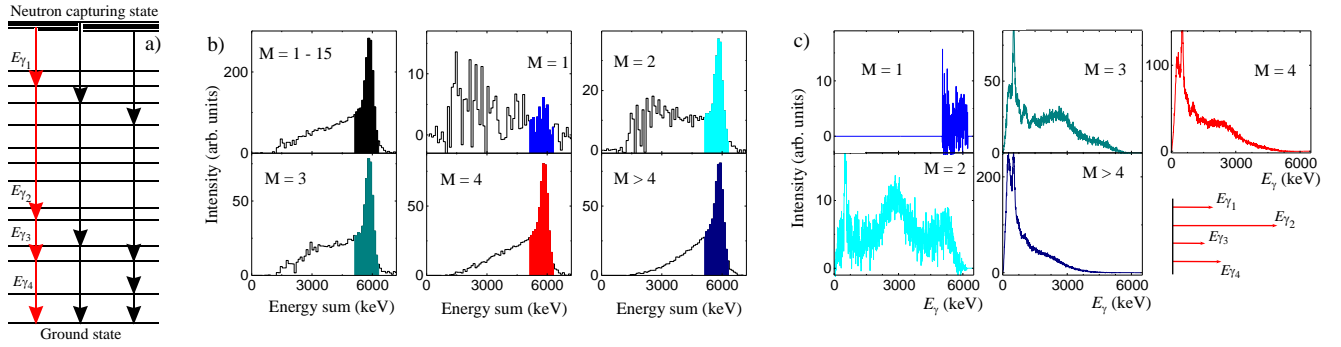 Neutron capturing state
a)
Eγ1
Eγ2
Eγ3
Eγ4
Ground state
b)
Intensity (arb. units)
M = 1 - 15
200
0
M = 1
10
0
M = 2
20
0
M = 3
50
0
0 3000 6000
Energy sum (keV)
M = 4
50
0
0 3000 6000
Energy sum (keV)
M > 4
50
0
0 3000 6000
Energy sum (keV)
c)
Intensity (arb. units)
M = 1
10
0
M = 2
10
0
0 3000 6000
Eγ (keV)
M = 3
50
0
M > 4
200
0
0 3000 6000
Eγ (keV)
M = 4
100
0
0 3000 6000
Eγ (keV)
Eγ1
Eγ2
Eγ3
Eγ4